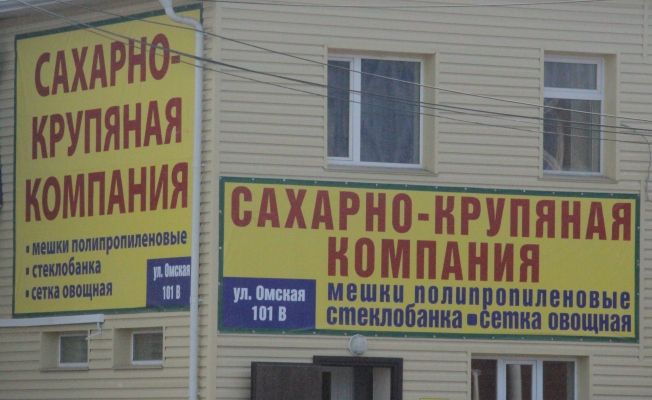 САХАРНО-
КРУПЯНАЯ
КОМПАНИЯ
▪ мешки полипропиленовые
▪ стеклобанка
▪ сетка овощная
ул. Омская
101 В
САХАРНО-КРУПЯНАЯ
КОМПАНИЯ
ул. Омская
101 В
мешки полипропиленовые
стеклобанка▪сетка овощная